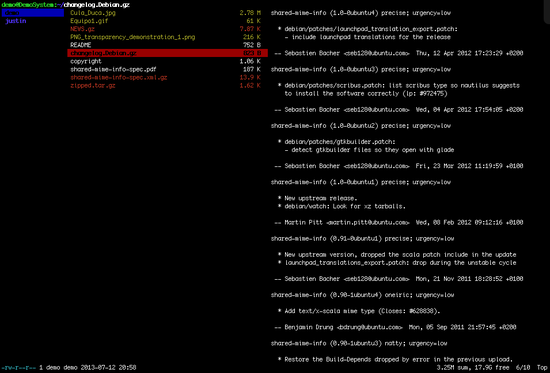 demo@DemoSystem:~/changelog.Debian.gz
demo
justin
Cula_Duca.jpg 2.78 M
Equipo1.gif 61 K
NEWS.gz 7.87 K
PNG_transparency_demonstration_1.png 216 K
README 752 B
changelog.Debian.gz
copyright 1.06 K
shared-mime-info-spec.pdf 187 K
shared-mime-info-spec.xml.gz 13.9 K
zipped.tar.gz 1.62 K
shared-mime-info (1.0-0ubuntu4) precise; urgency=low
* debian/patches/launchpad_translation_export.patch:
- include launchpad translations for the release
-- Sebastien Bacher <seb128@ubuntu.com> Thu, 12 Apr 2012 17:23:29 +0200
shared-mime-info (1.0-0ubuntu3) precise; urgency=low
* debian/patches/scribus.patch: list scribus type so nautilus suggests
to install the software correctly (lp: #972475)
-- Sebastien Bacher <seb128@ubuntu.com> Wed, 04 Apr 2012 17:54:05 +0200
shared-mime-info (1.0-0ubuntu2) precise; urgency=low
* debian/patches/gtkbuilder.patch:
- detect gtkbuilder files so they open with glade
-- Sebastien Bacher <seb128@ubuntu.com> Fri, 23 Mar 2012 11:19:59 +0100
shared-mime-info (1.0-0ubuntu1) precise; urgency=low
* New upstream release.
* debian/watch: Look for xz tarballs.
-- Martin Pitt <martin.pitt@ubuntu.com> Wed, 08 Feb 2012 09:12:16 +0100
shared-mime-info (0.91-0ubuntu1) precise; urgency=low
* New upstream version, dropped the scala patch include in the update
* launchpad_translations_export.patch: drop during the unstable cycle
-- Sebastien Bacher <seb128@ubuntu.com> Mon, 21 Nov 2011 18:28:52 +0100
shared-mime-info (0.90-1ubuntu4) oneiric; urgency=low
* Add text/x-scala mime type (Closes: #628838).
-- Benjamin Drung <bdrung@ubuntu.com> Mon, 05 Sep 2011 21:57:45 +0200
shared-mime-info (0.90-1ubuntu3) natty; urgency=low
* Restore the Build-Depends dropped by error in the previous upload.
-rw-r--r-- 1 demo demo 2013-07-12 20:58 3.25M sum, 17.9G free 6/10 Top